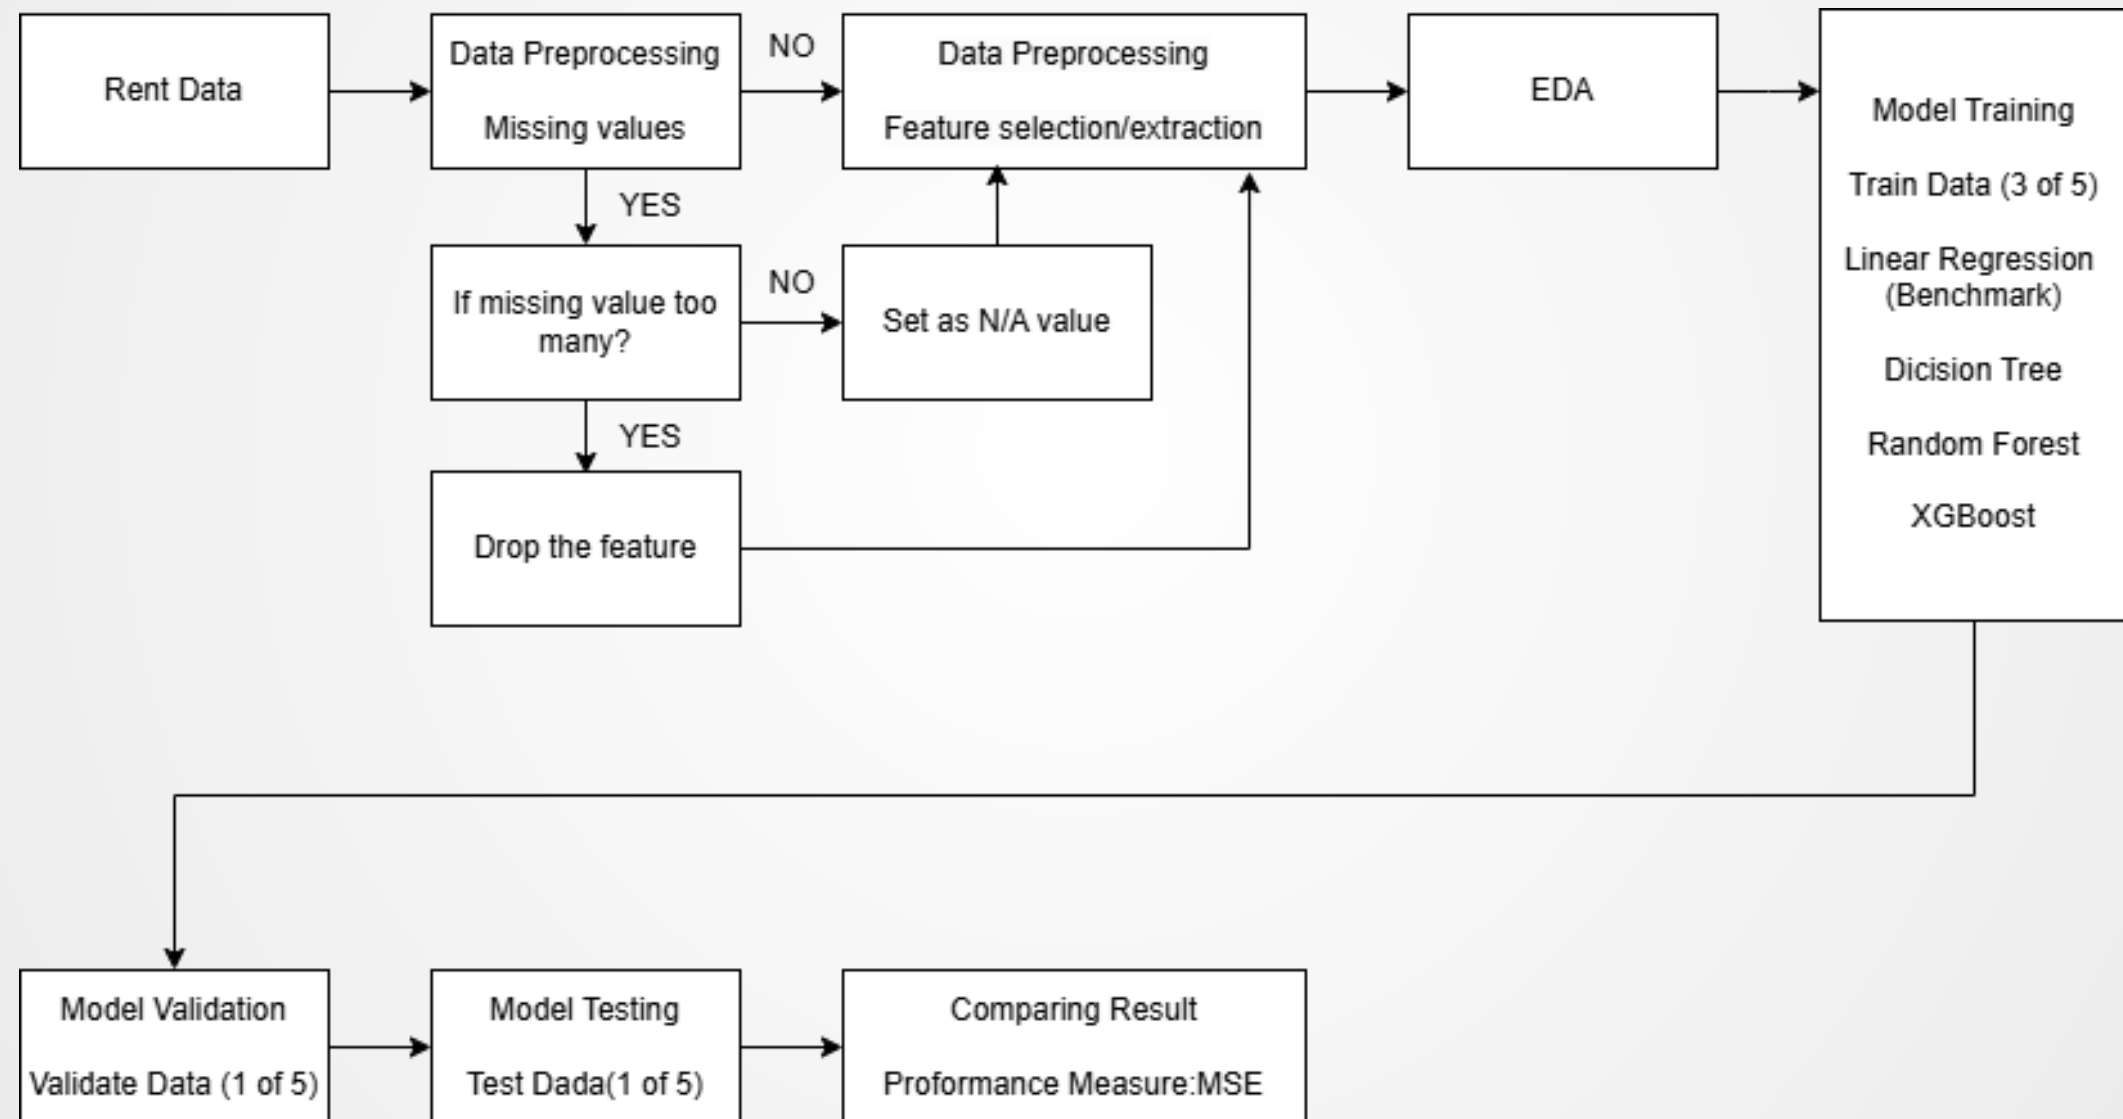 Rent Data
Data Preprocessing
Missing values
NO
Data Preprocessing
Feature selection/extraction
EDA
Model Training
Train Data (3 of 5)
Linear Regression
(Benchmark)
Dicision Tree
Random Forest
XGBoost
YES
If missing value too
many?
NO
Set as N/A value
YES
Drop the feature
Model Validation
Validate Data (1 of 5)
Model Testing
Test Dada(1 of 5)
Comparing Result
Proformance Measure:MSE